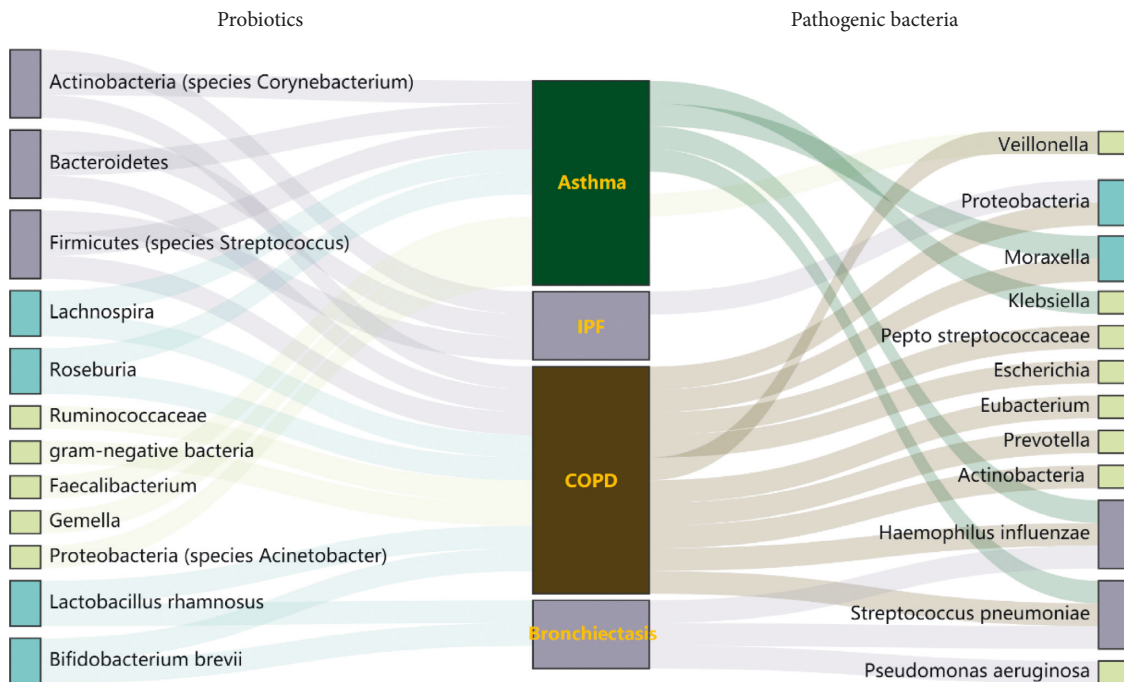 Probiotics
Pathogenic bacteria
Actinobacteria (species Corynebacterium)
Bacteroidetes
Firmicutes (species Streptococcus)
Lachnospira
Roseburia
Ruminococcaceae
gram-negative bacteria
Faecalibacterium
Gemella
Proteobacteria (species Acinetobacter)
Lactobacillus rhamnosus
Bifidobacterium brevii
Asthma
IPF
COPD
Bronchiectasis
Veillonella
Proteobacteria
Moraxella
Klebsiella
Pepto streptococcaceae
Escherichia
Eubacterium
Prevotella
Actinobacteria
Haemophilus influenzae
Streptococcus pneumoniae
Pseudomonas aeruginosa